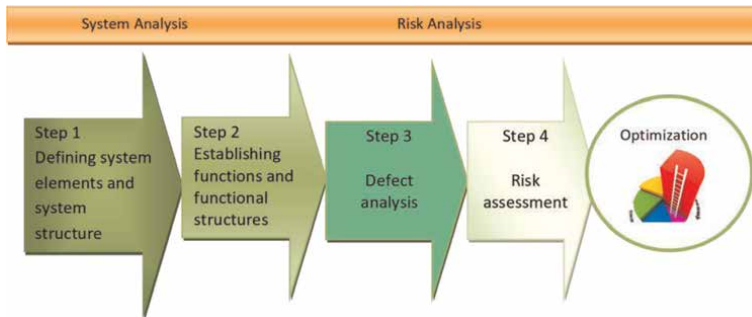 System Analysis
Risk Analysis
Step 1
Defining system
elements and
system
structure
Step 2
Establishing
functions and
functional
structures
Step 3
Defect
analysis
Step 4
Risk
assessment
Optimization